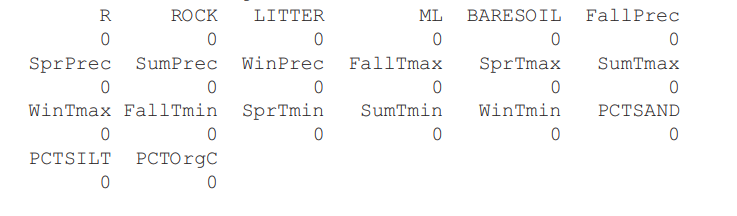 R ROCK LITTER ML BARESOIL FallPrec
0 0 0 0 0 0
SprPrec SumPrec WinPrec FallTmax SprTmax SumTmax
0 0 0 0 0 0
WinTmax FallTmin SprTmin SumTmin WinTmin PCTSAND
0 0 0 0 0 0
PCTSILT PCTOrgC
0 0